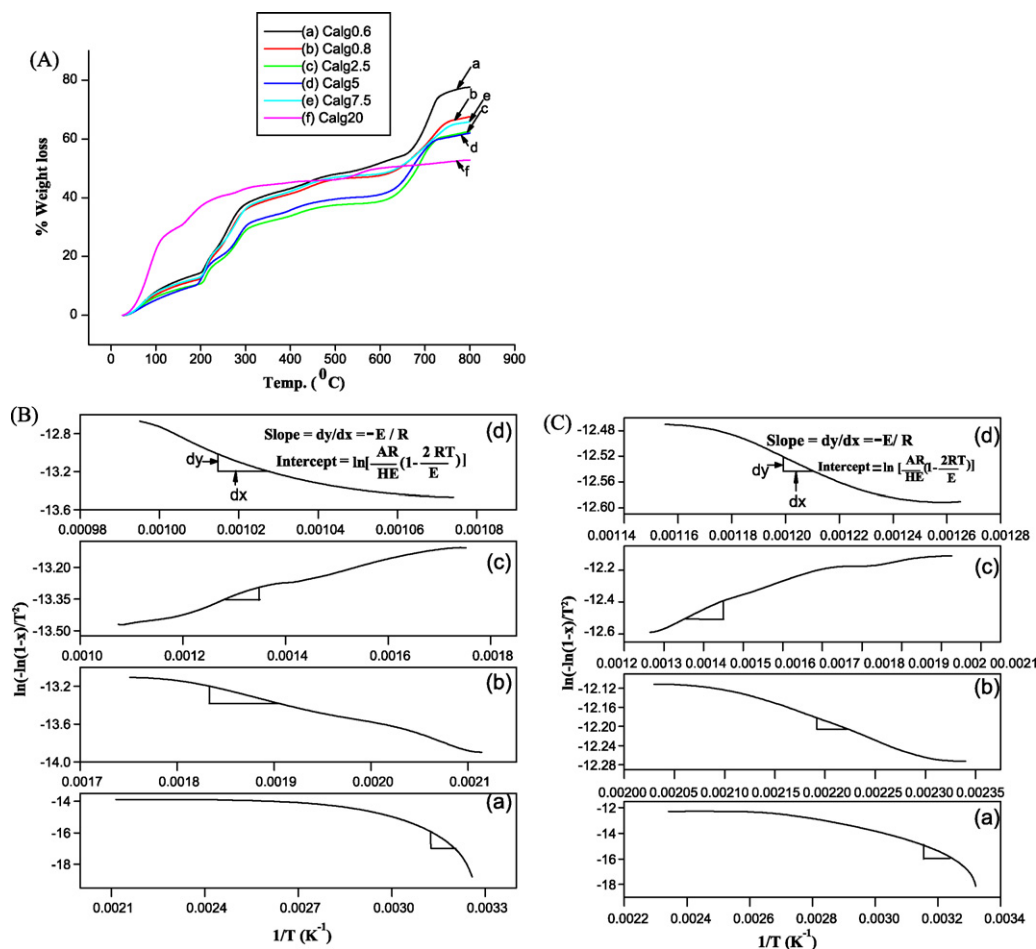 (A)
(a) Calg0.6
(b) Calg0.8
(c) Calg2.5
(d) Calg5
(e) Calg7.5
(f) Calg20
% Weight loss
80
60
40
20
0
a
b
e
c
d
f
0 100 200 300 400 500 600 700 800 900
Temp. (⁰C)
(B)
ln(-ln(1-x)/T²)
(d)
Slope = dy/dx = -E / R
Intercept = ln[AR/HE(1-2 RT/E)]
dy
dx
-12.8
-13.2
-13.6
0.00098 0.00100 0.00102 0.00104 0.00106 0.00108
(c)
-13.20
-13.35
-13.50
0.0010 0.0012 0.0014 0.0016 0.0018
(b)
-13.2
-13.6
-14.0
0.0017 0.0018 0.0019 0.0020 0.0021
(a)
-14
-16
-18
0.0021 0.0024 0.0027 0.0030 0.0033
1/T (K⁻¹)
(C)
ln(-ln(1-x)/T²)
(d)
Slope = dy/dx = -E / R
Intercept = ln [AR/HE(1-2RT/E)]
dy
dx
-12.48
-12.52
-12.56
-12.60
0.00114 0.00116 0.00118 0.00120 0.00122 0.00124 0.00126 0.00128
(c)
-12.2
-12.4
-12.6
0.0012 0.0013 0.0014 0.0015 0.0016 0.0017 0.0018 0.0019 0.002 0.0021
(b)
-12.12
-12.16
-12.20
-12.24
-12.28
0.00200 0.00205 0.00210 0.00215 0.00220 0.00225 0.00230 0.00235
(a)
-12
-14
-16
-18
0.0022 0.0024 0.0026 0.0028 0.0030 0.0032 0.0034
1/T (K⁻¹)